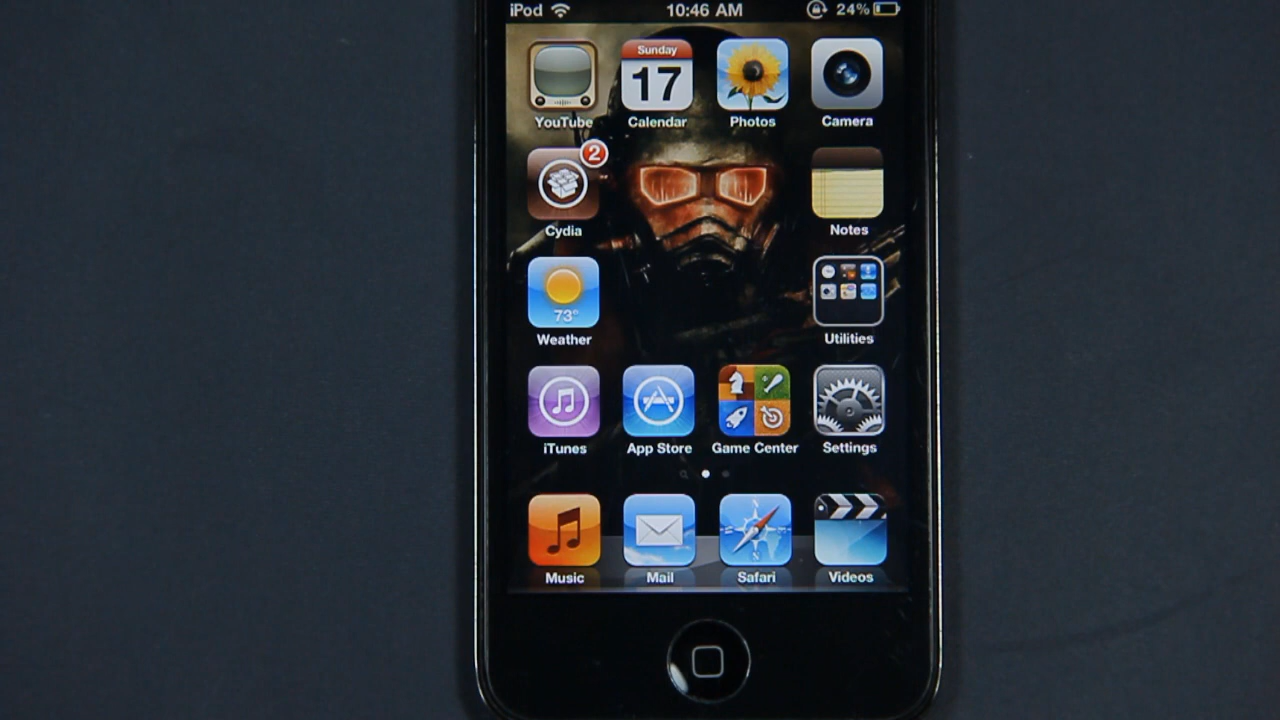 iPod 10:46 AM 24%
Sunday
17
YouTube Calendar Photos Camera
2
Cydia Notes
73°
Weather Utilities
iTunes App Store Game Center Settings
N
Music Mail Safari Videos